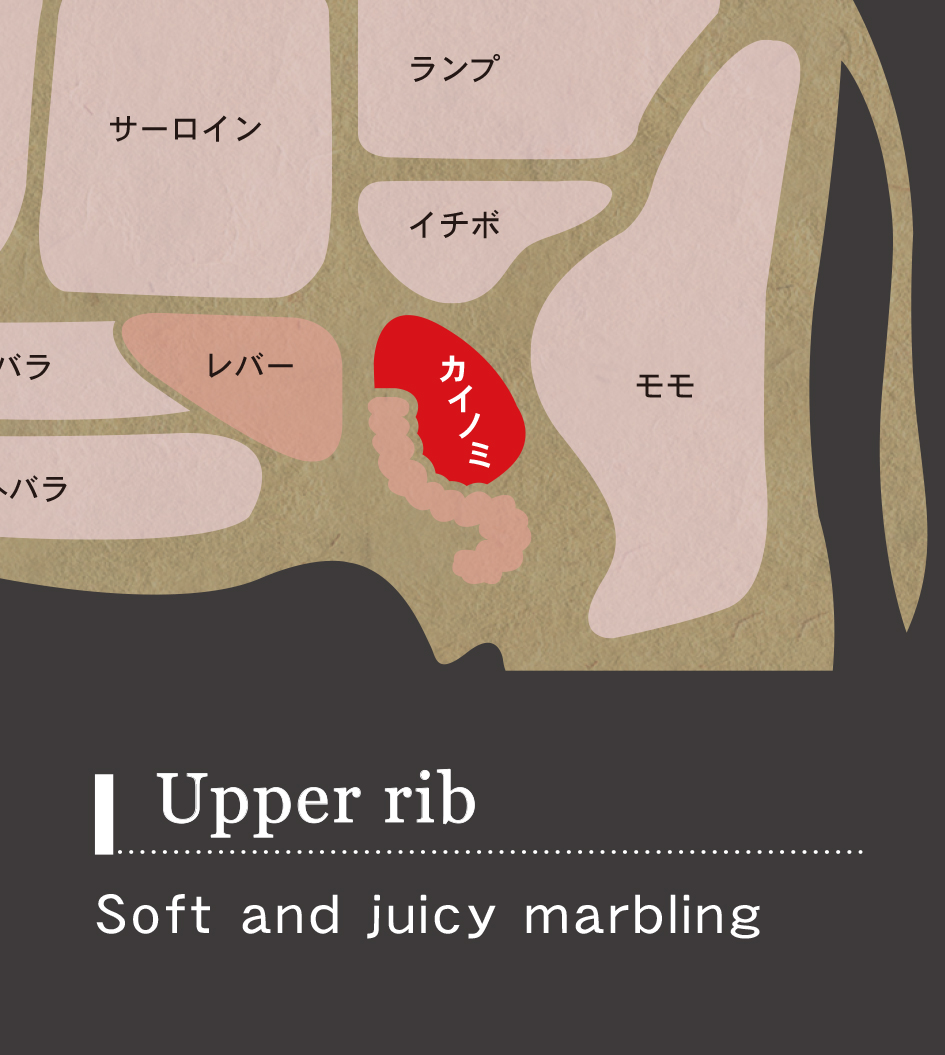 ランプ
サーロイン
イチボ
バラ
レバー
カイノミ
モモ
バラ
Upper rib
Soft and juicy marbling